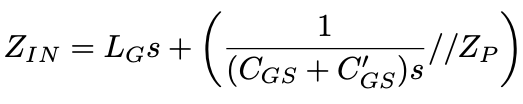 Z_{IN} = L_G s + \left( \frac{1}{(C_{GS} + C'_{GS})s} // Z_P \right)